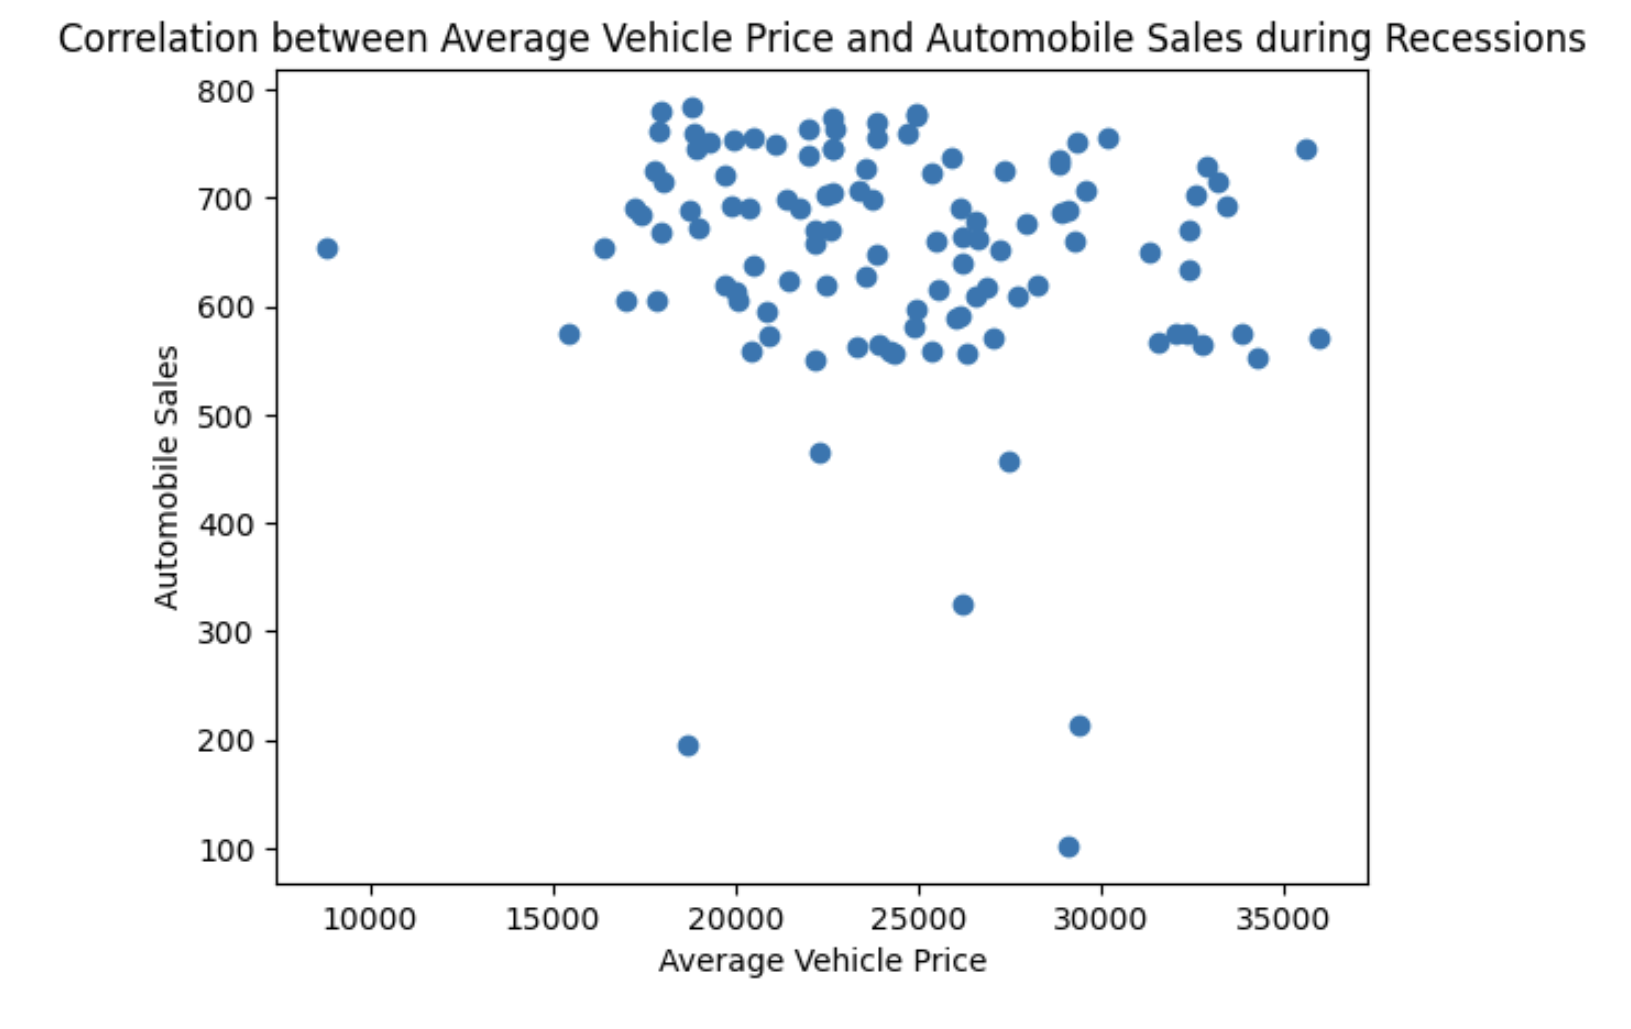 Correlation between Average Vehicle Price and Automobile Sales during Recessions
800
700
600
500
400
300
200
100
Automobile Sales
10000 15000 20000 25000 30000 35000
Average Vehicle Price